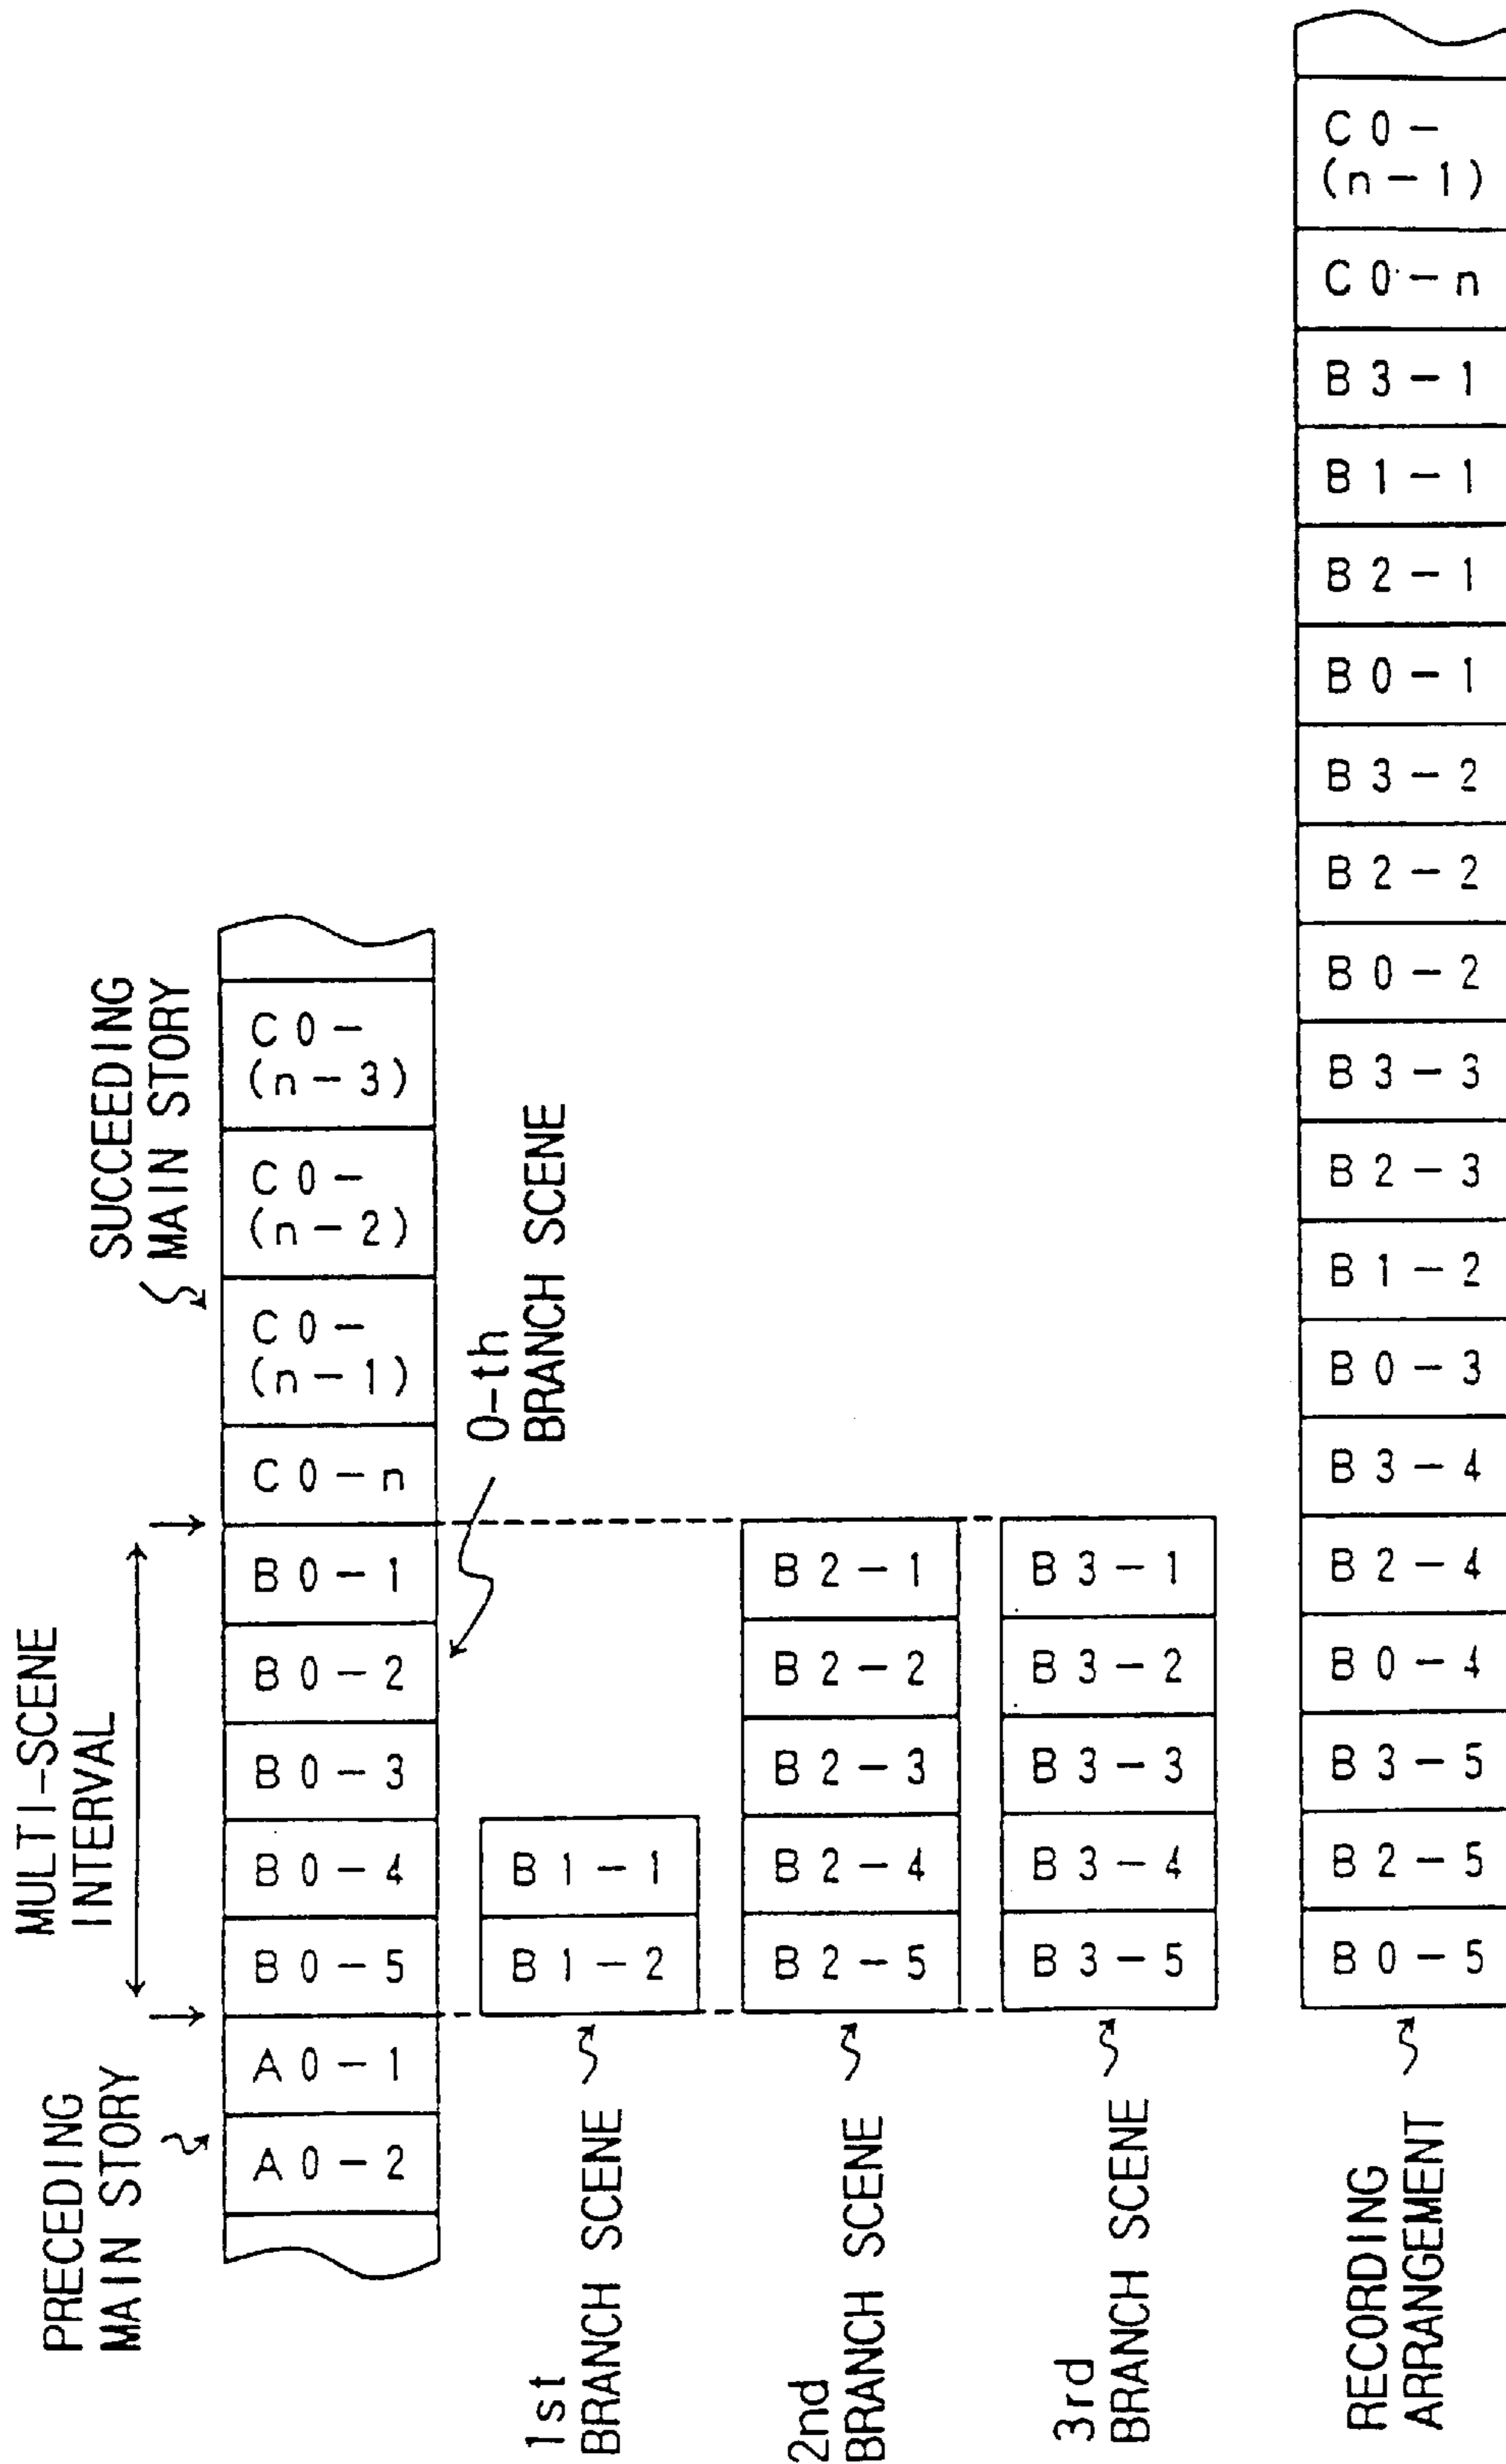 PRECEDING
MAIN STORY
MULTI-SCENE
INTERVAL
SUCCEEDING
MAIN STORY
A0-2
A0-1
B0-5
B0-4
B0-3
B0-2
B0-1
C0-n
C0-
(n-1)
C0-
(n-2)
C0-
(n-3)
0-th
BRANCH SCENE
1st
BRANCH SCENE
B1-2
B1-1
2nd
BRANCH SCENE
B2-5
B2-4
B2-3
B2-2
B2-1
3rd
BRANCH SCENE
B3-5
B3-4
B3-3
B3-2
B3-1
RECORDING
ARRANGEMENT
B0-5
B2-5
B3-5
B0-4
B2-4
B3-4
B0-3
B1-2
B2-3
B3-3
B0-2
B2-2
B3-2
B0-1
B2-1
B1-1
B3-1
C0-n
C0-
(n-1)